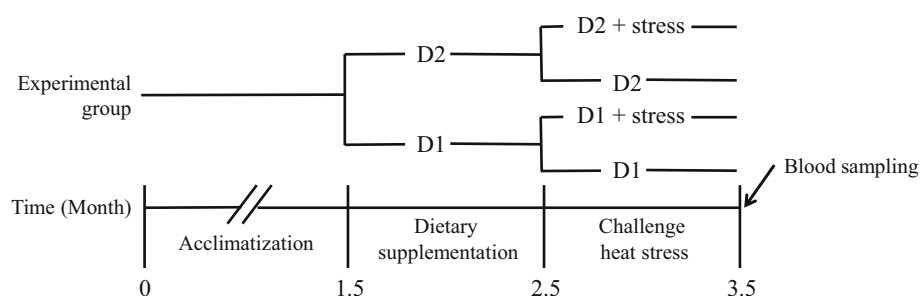 D2 + stress
D2
D2
Experimental
group
D1 + stress
D1
D1
Blood sampling
Time (Month)
Acclimatization
Dietary
supplementation
Challenge
heat stress
0
1.5
2.5
3.5